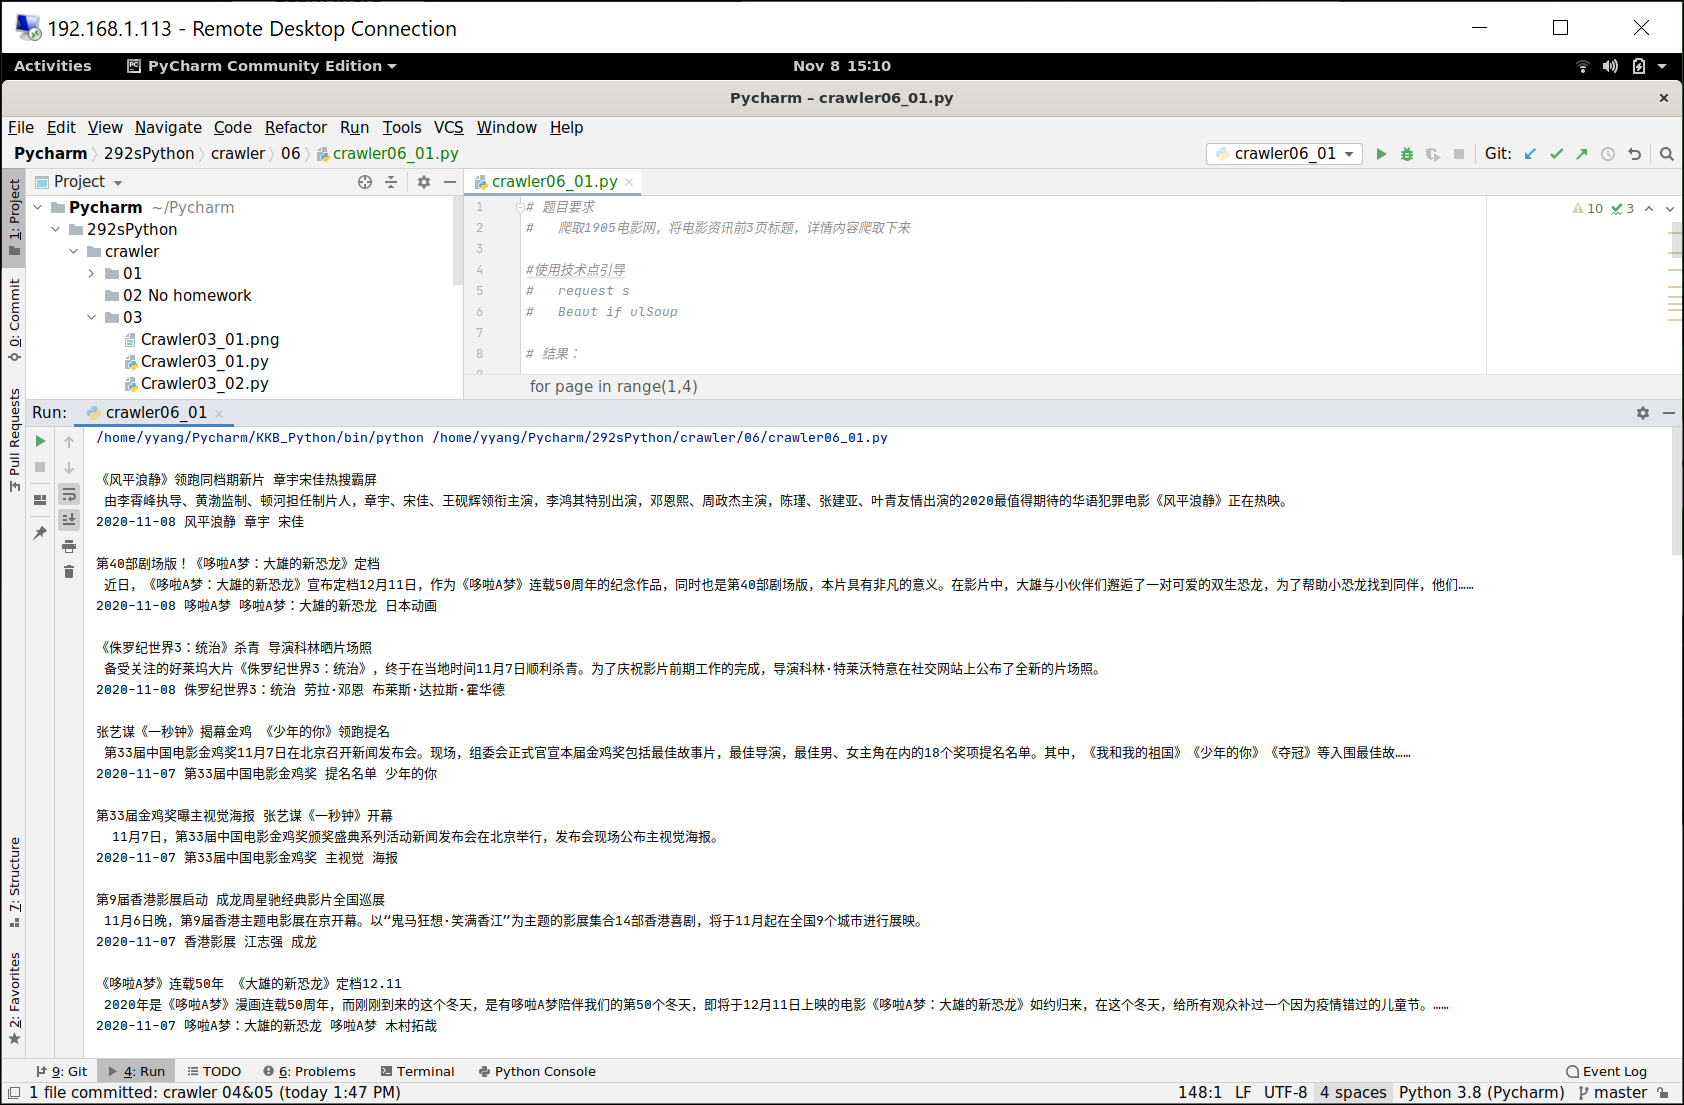 192.168.1.113 - Remote Desktop Connection
Activities PyCharm Community Edition Nov 8 15:10
Pycharm – crawler06_01.py
File Edit View Navigate Code Refactor Run Tools VCS Window Help
Pycharm 292sPython crawler 06 crawler06_01.py crawler06_01 Git:
Project crawler06_01.py
1: Project
0: Commit
Pull Requests
7: Structure
2: Favorites
Pycharm ~/Pycharm
292sPython
crawler
01
02 No homework
03
Crawler03_01.png
Crawler03_01.py
Crawler03_02.py
1 # 题目要求
2 # 爬取1905电影网，将电影资讯前3页标题，详情内容爬取下来
3
4 #使用技术点引导
5 # request s
6 # Beaut if ulSoup
7
8 # 结果：
9
10 3
for page in range(1,4)
Run: crawler06_01
/home/yyang/Pycharm/KKB_Python/bin/python /home/yyang/Pycharm/292sPython/crawler/06/crawler06_01.py
《风平浪静》领跑同档期新片 章宇宋佳热搜霸屏
由李霄峰执导、黄渤监制、顿河担任制片人，章宇、宋佳、王砚辉领衔主演，李鸿其特别出演，邓恩熙、周政杰主演，陈瑾、张建亚、叶青友情出演的2020最值得期待的华语犯罪电影《风平浪静》正在热映。
2020-11-08 风平浪静 章宇 宋佳
第40部剧场版！《哆啦A梦：大雄的新恐龙》定档
近日，《哆啦A梦：大雄的新恐龙》宣布定档12月11日，作为《哆啦A梦》连载50周年的纪念作品，同时也是第40部剧场版，本片具有非凡的意义。在影片中，大雄与小伙伴们邂逅了一对可爱的双生恐龙，为了帮助小恐龙找到同伴，他们……
2020-11-08 哆啦A梦 哆啦A梦：大雄的新恐龙 日本动画
《侏罗纪世界3：统治》杀青 导演科林晒片场照
备受关注的好莱坞大片《侏罗纪世界3：统治》，终于在当地时间11月7日顺利杀青。为了庆祝影片前期工作的完成，导演科林·特莱沃特意在社交网站上公布了全新的片场照。
2020-11-08 侏罗纪世界3：统治 劳拉·邓恩 布莱斯·达拉斯·霍华德
张艺谋《一秒钟》揭幕金鸡 《少年的你》领跑提名
第33届中国电影金鸡奖11月7日在北京召开新闻发布会。现场，组委会正式官宣本届金鸡奖包括最佳故事片，最佳导演，最佳男、女主角在内的18个奖项提名名单。其中，《我和我的祖国》《少年的你》《夺冠》等入围最佳故……
2020-11-07 第33届中国电影金鸡奖 提名名单 少年的你
第33届金鸡奖曝主视觉海报 张艺谋《一秒钟》开幕
11月7日，第33届中国电影金鸡奖颁奖盛典系列活动新闻发布会在北京举行，发布会现场公布主视觉海报。
2020-11-07 第33届中国电影金鸡奖 主视觉 海报
第9届香港影展启动 成龙周星驰经典影片全国巡展
11月6日晚，第9届香港主题电影展在京开幕。以“鬼马狂想·笑满香江”为主题的影展集合14部香港喜剧，将于11月起在全国9个城市进行展映。
2020-11-07 香港影展 江志强 成龙
《哆啦A梦》连载50年 《大雄的新恐龙》定档12.11
2020年是《哆啦A梦》漫画连载50周年，而刚刚到来的这个冬天，是有哆啦A梦陪伴我们的第50个冬天，即将于12月11日上映的电影《哆啦A梦：大雄的新恐龙》如约归来，在这个冬天，给所有观众补过一个因为疫情错过的儿童节。……
2020-11-07 哆啦A梦：大雄的新恐龙 哆啦A梦 木村拓哉
9: Git 4: Run TODO 6: Problems Terminal Python Console Event Log
1 file committed: crawler 04&05 (today 1:47 PM) 148:1 LF UTF-8 4 spaces Python 3.8 (Pycharm) master